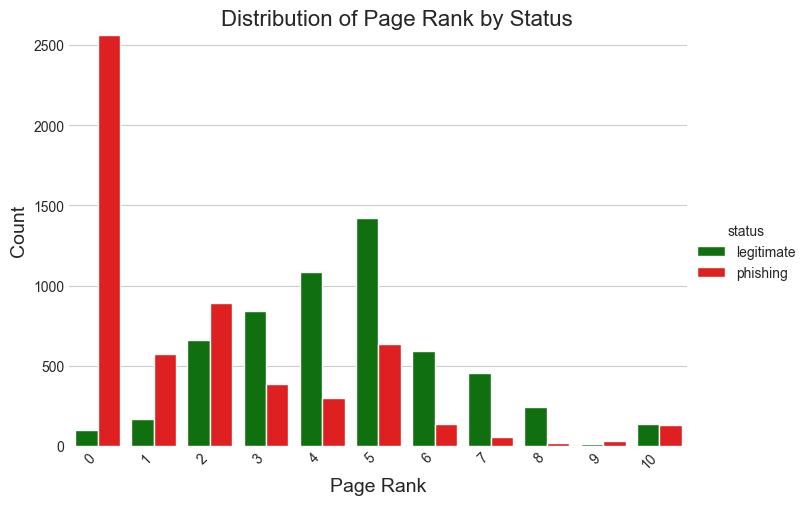 Distribution of Page Rank by Status
2500
2000
1500
1000
500
0
Count
0 1 2 3 4 5 6 7 8 9 10
Page Rank
status
legitimate
phishing